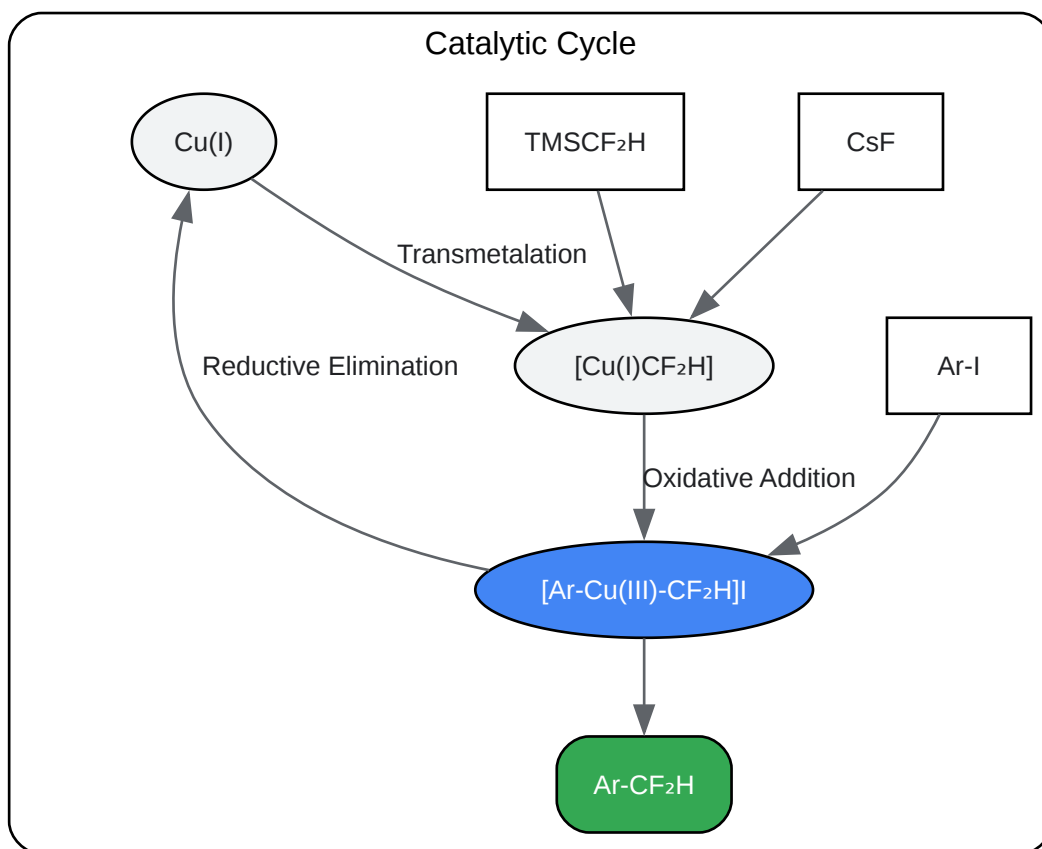 Catalytic Cycle
Cu(I)
TMSCF₂H
CsF
Transmetalation
Reductive Elimination
[Cu(I)CF₂H]
Ar-I
Oxidative Addition
[Ar-Cu(III)-CF₂H]I
Ar-CF₂H